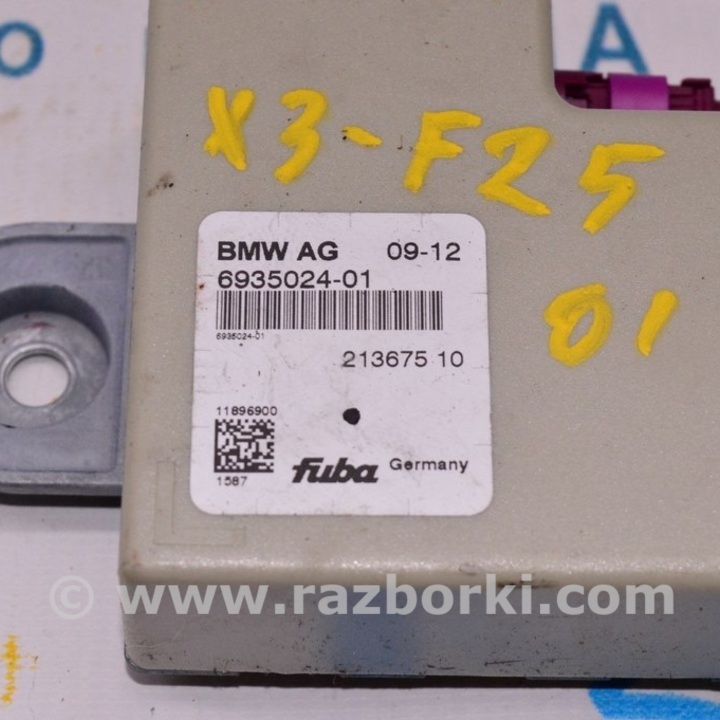 A
X3-F25
01
BMW AG 09-12
6935024-01
6935024-01
213675 10
11896900
1587
fuba Germany
© www.razborki.com